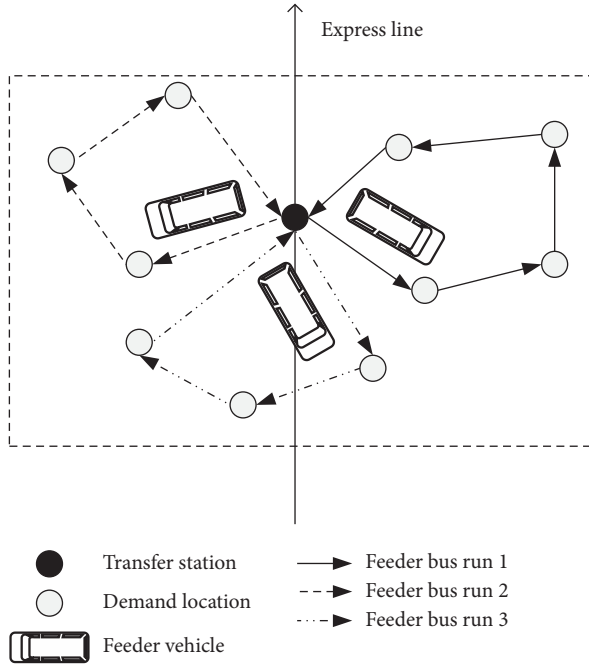 Express line
Transfer station
Demand location
Feeder vehicle
Feeder bus run 1
Feeder bus run 2
Feeder bus run 3